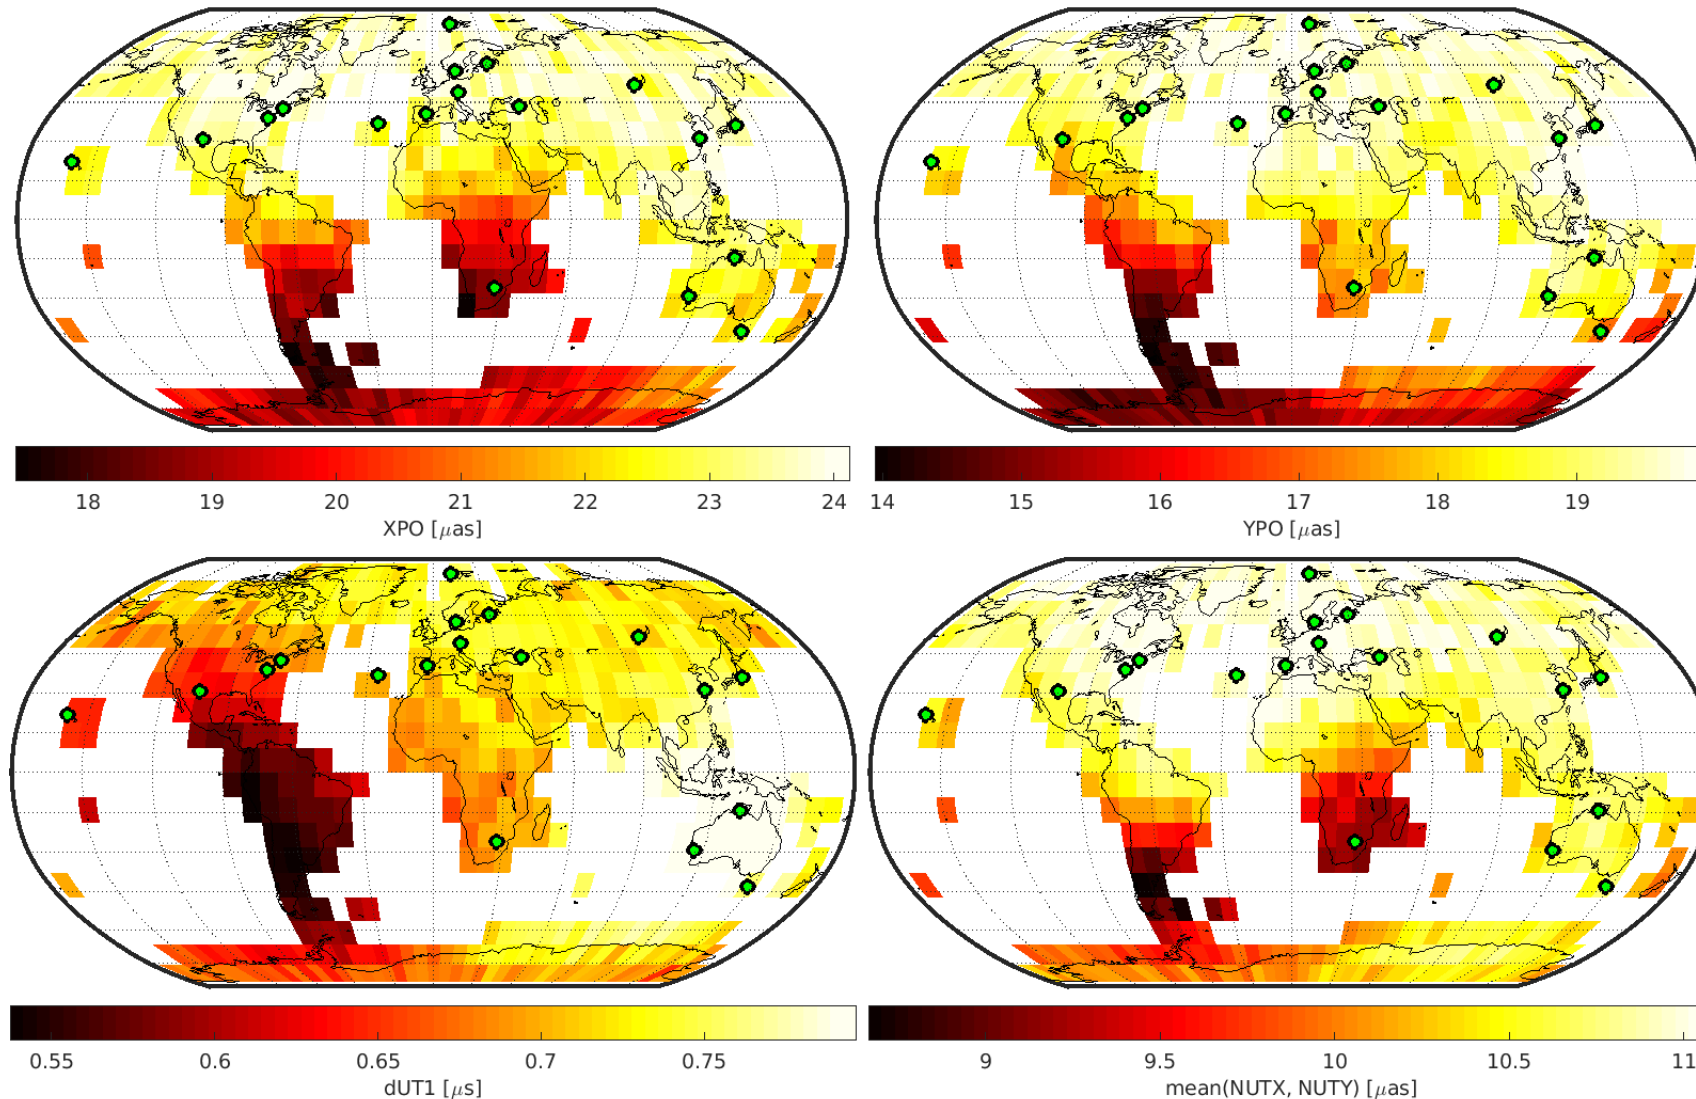 18 19 20 21 22 23 24
XPO [μas]
14 15 16 17 18 19
YPO [μas]
0.55 0.6 0.65 0.7 0.75
dUT1 [μs]
9 9.5 10 10.5 11
mean(NUTX, NUTY) [μas]